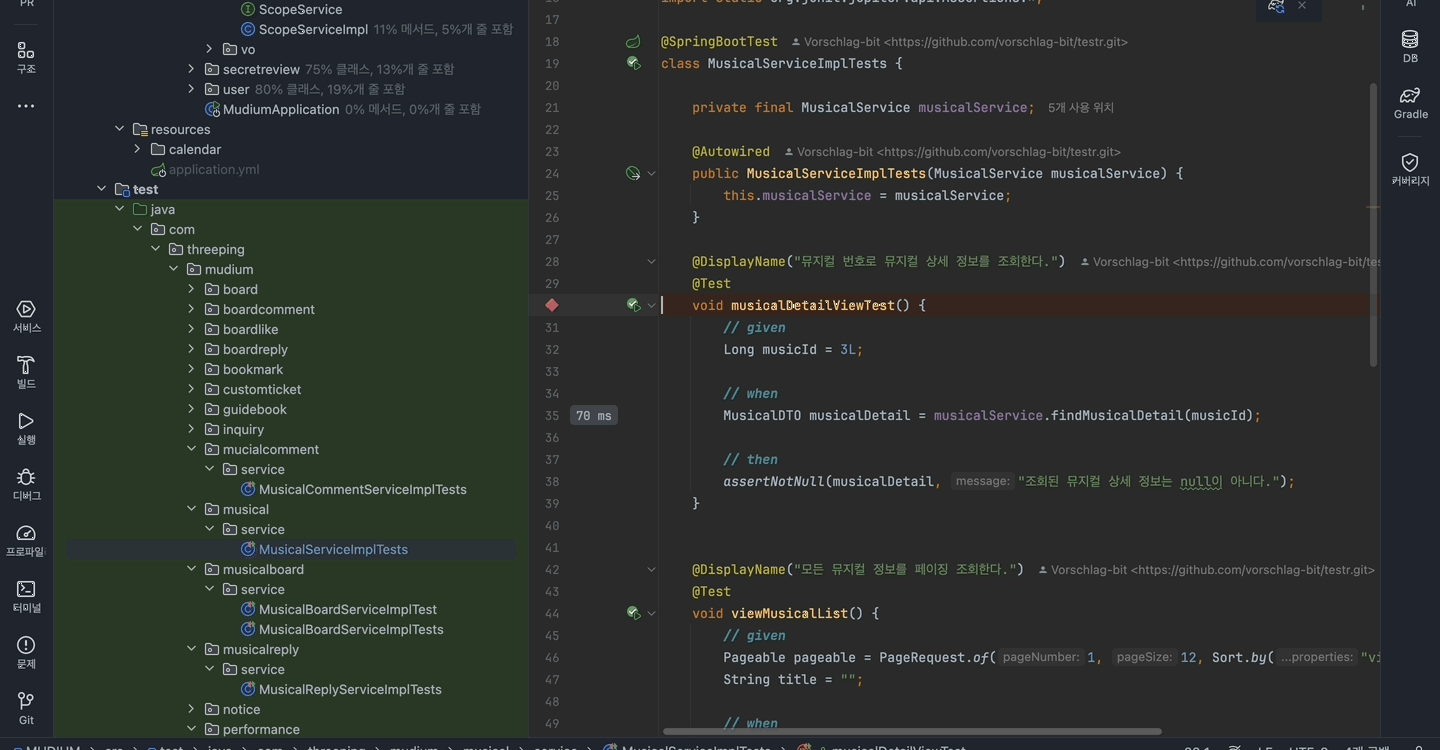 PR
구조
서비스
빌드
실행
디버그
프로파일
터미널
문제
Git
ScopeService
ScopeServiceImpl 11% 메서드, 5%개 줄 포함
vo
secretreview 75% 클래스, 13%개 줄 포함
user 80% 클래스, 19%개 줄 포함
MudiumApplication 0% 메서드, 0%개 줄 포함
resources
calendar
application.yml
test
java
com
threeping
mudium
board
boardcomment
boardlike
boardreply
bookmark
customticket
guidebook
inquiry
mucialcomment
service
MusicalCommentServiceImplTests
musical
service
MusicalServiceImplTests
musicalboard
service
MusicalBoardServiceImplTest
MusicalBoardServiceImplTests
musicalreply
service
MusicalReplyServiceImplTests
notice
performance
17
18 @SpringBootTest Vorschlag-bit <https://github.com/vorschlag-bit/testr.git>
19 class MusicalServiceImplTests {
20
21 private final MusicalService musicalService; 5개 사용 위치
22
23 @Autowired Vorschlag-bit <https://github.com/vorschlag-bit/testr.git>
24 public MusicalServiceImplTests(MusicalService musicalService) {
25 this.musicalService = musicalService;
26 }
27
28 @DisplayName("뮤지컬 번호로 뮤지컬 상세 정보를 조회한다.") Vorschlag-bit <https://github.com/vorschlag-bit/tes
29 @Test
void musicalDetailViewTest() {
31 // given
32 Long musicId = 3L;
33
34 // when
35 70 ms MusicalDTO musicalDetail = musicalService.findMusicalDetail(musicId);
36
37 // then
38 assertNotNull(musicalDetail, message: "조회된 뮤지컬 상세 정보는 null이 아니다.");
39 }
40
41
42 @DisplayName("모든 뮤지컬 정보를 페이징 조회한다.") Vorschlag-bit <https://github.com/vorschlag-bit/testr.git>
43 @Test
44 void viewMusicalList() {
45 // given
46 Pageable pageable = PageRequest.of( pageNumber: 1, pageSize: 12, Sort.by( ...properties: "vi
47 String title = "";
48
49 // when
AI
DB
Gradle
커버리지